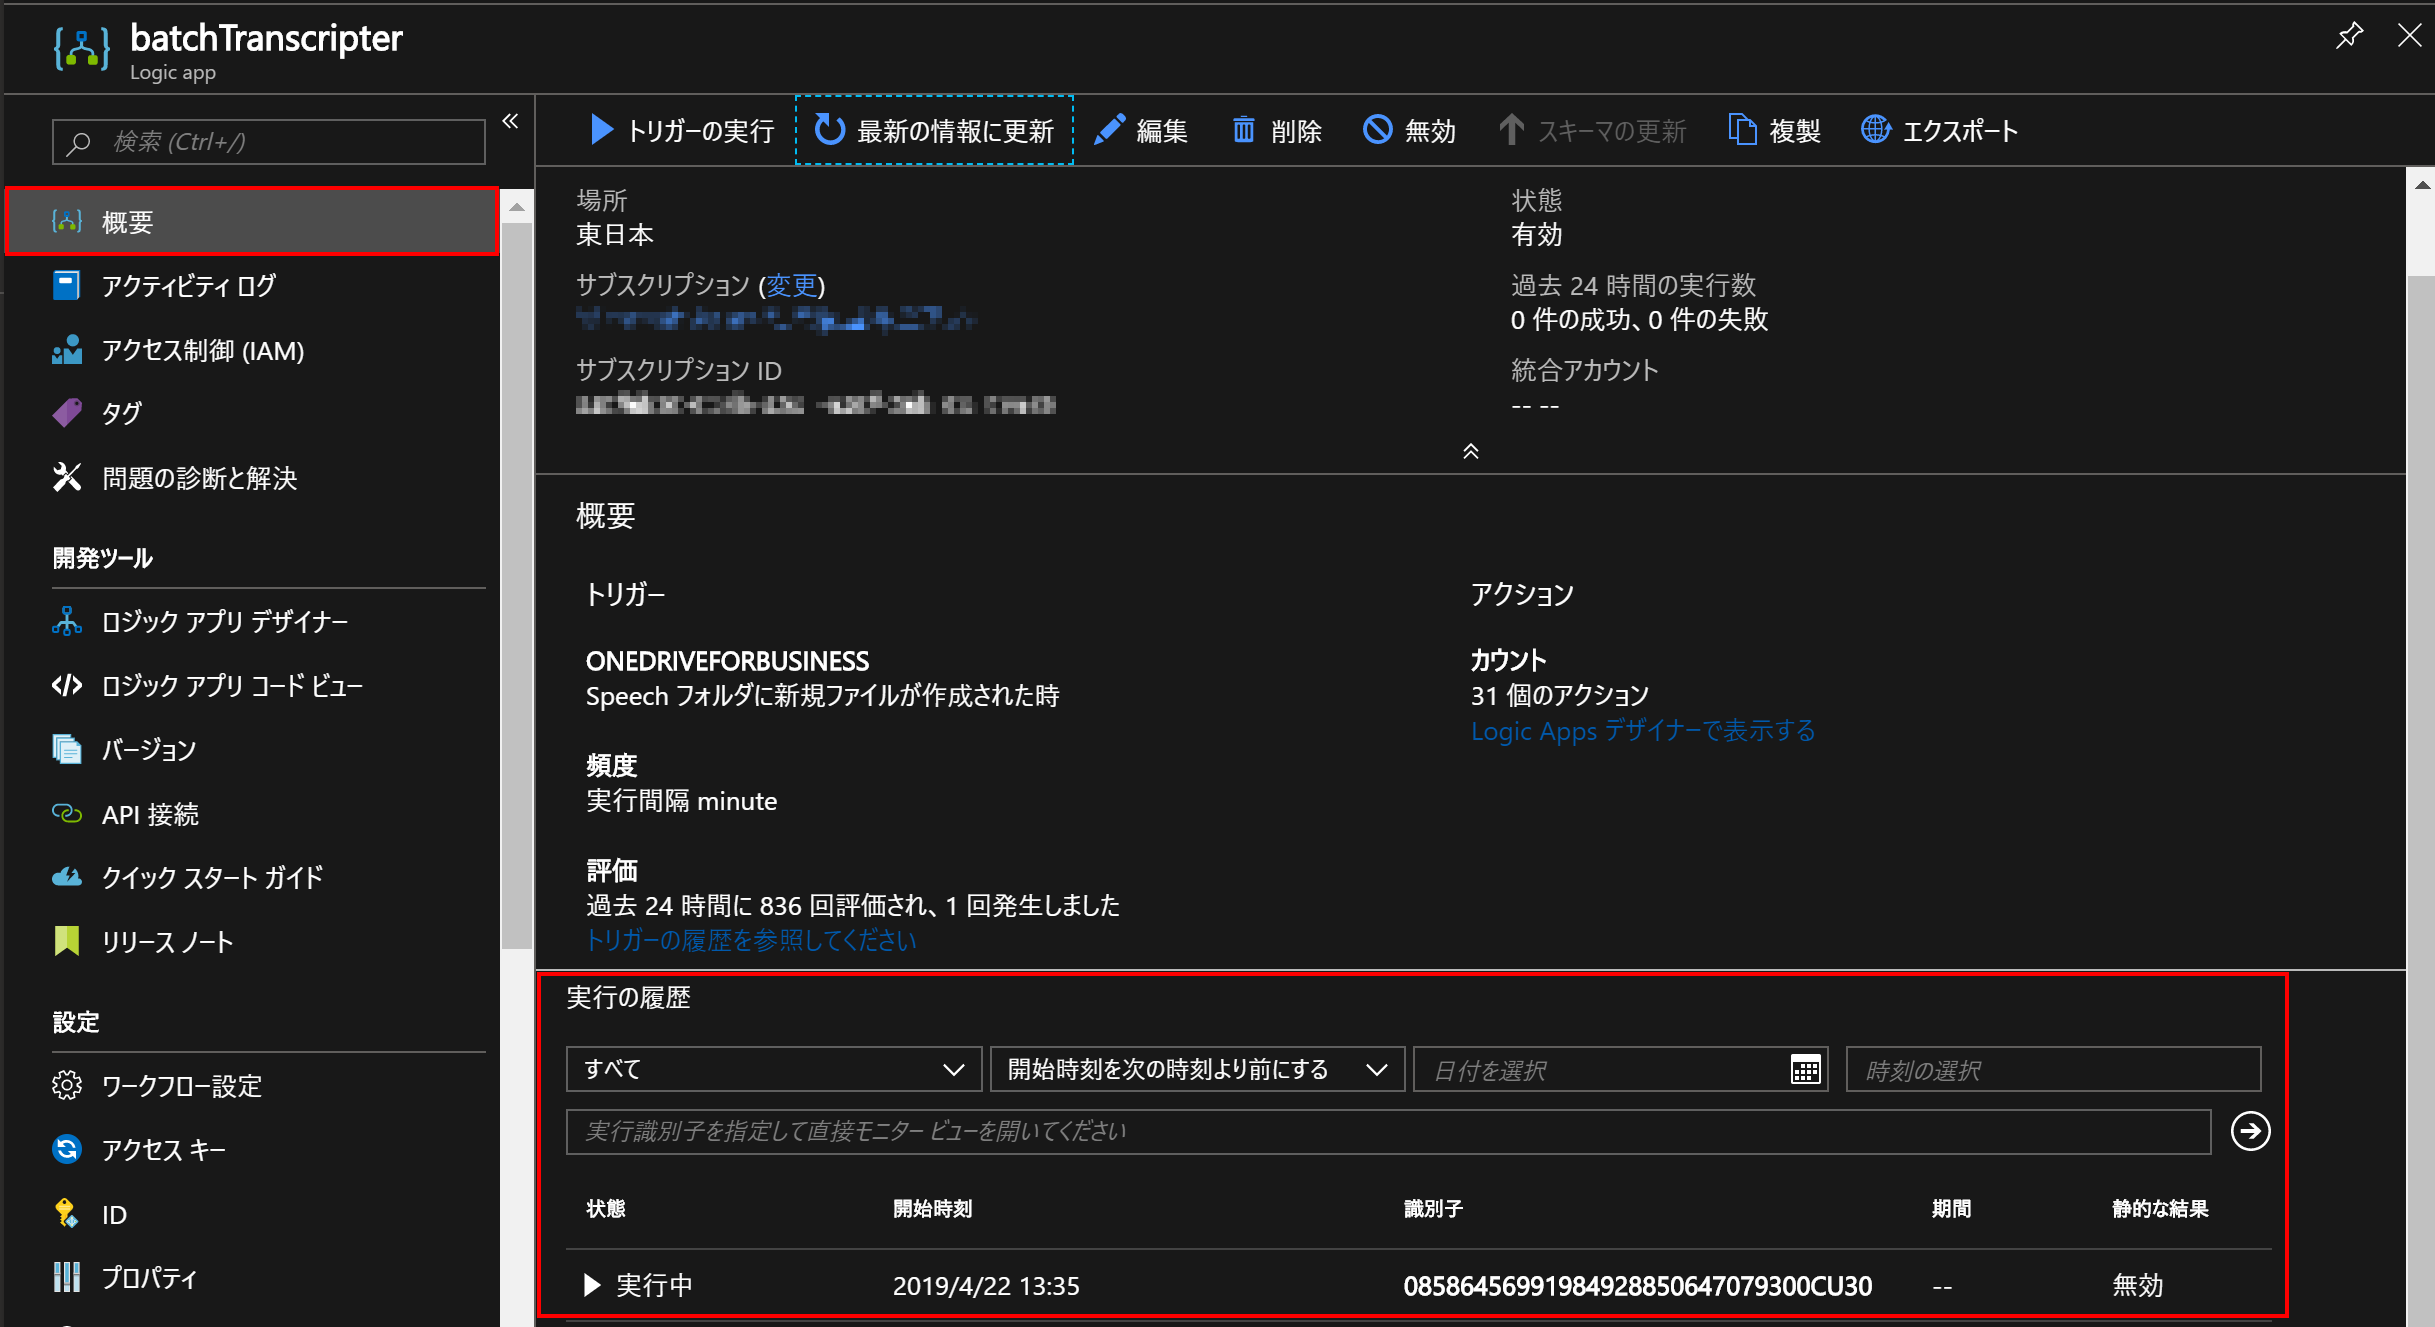 batchTranscripter
Logic app
検索 (Ctrl+/)
概要
アクティビティ ログ
アクセス制御 (IAM)
タグ
問題の診断と解決
開発ツール
ロジック アプリ デザイナー
ロジック アプリ コード ビュー
バージョン
API 接続
クイック スタート ガイド
リリース ノート
設定
ワークフロー設定
アクセス キー
ID
プロパティ
トリガーの実行 最新の情報に更新 編集 削除 無効 スキーマの更新 複製 エクスポート
場所
東日本
サブスクリプション (変更)
サブスクリプション ID
状態
有効
過去 24 時間の実行数
0 件の成功、0 件の失敗
統合アカウント
-- --
概要
トリガー
ONEDRIVEFORBUSINESS
Speech フォルダに新規ファイルが作成された時
頻度
実行間隔 minute
評価
過去 24 時間に 836 回評価され、1 回発生しました
トリガーの履歴を参照してください
アクション
カウント
31 個のアクション
Logic Apps デザイナーで表示する
実行の履歴
すべて 開始時刻を次の時刻より前にする 日付を選択 時刻の選択
実行識別子を指定して直接モニター ビューを開いてください
状態 開始時刻 識別子 期間 静的な結果
実行中 2019/4/22 13:35 08586456991984928850647079300CU30 -- 無効